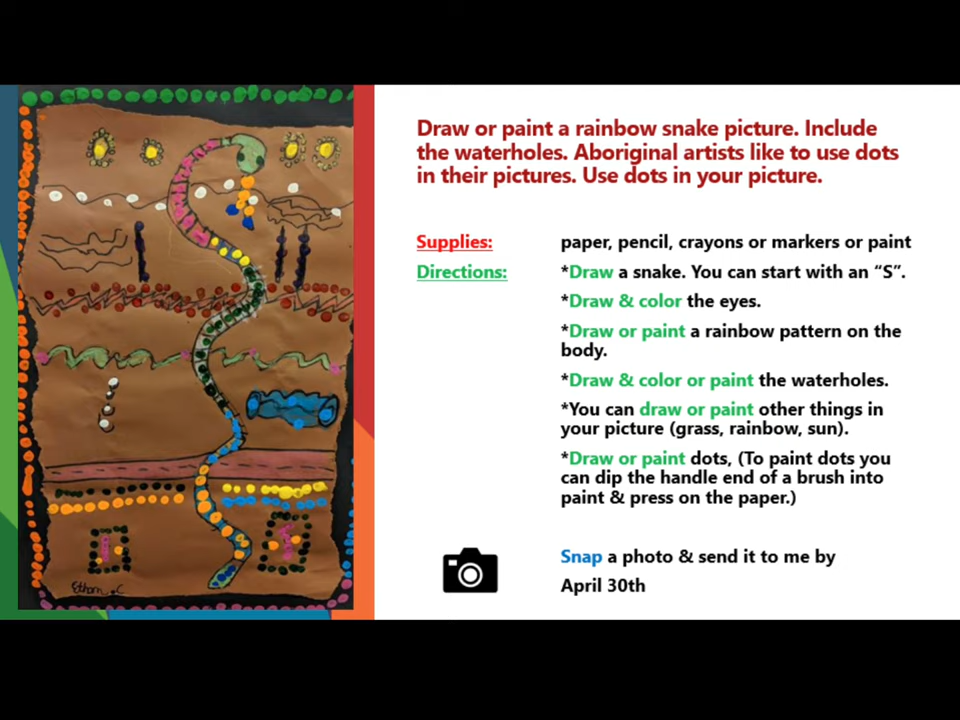 Draw or paint a rainbow snake picture. Include
the waterholes. Aboriginal artists like to use dots
in their pictures. Use dots in your picture.
Supplies: paper, pencil, crayons or markers or paint
Directions: *Draw a snake. You can start with an “S”.
*Draw & color the eyes.
*Draw or paint a rainbow pattern on the
body.
*Draw & color or paint the waterholes.
*You can draw or paint other things in
your picture (grass, rainbow, sun).
*Draw or paint dots, (To paint dots you
can dip the handle end of a brush into
paint & press on the paper.)
Snap a photo & send it to me by
April 30th
Ethan .C